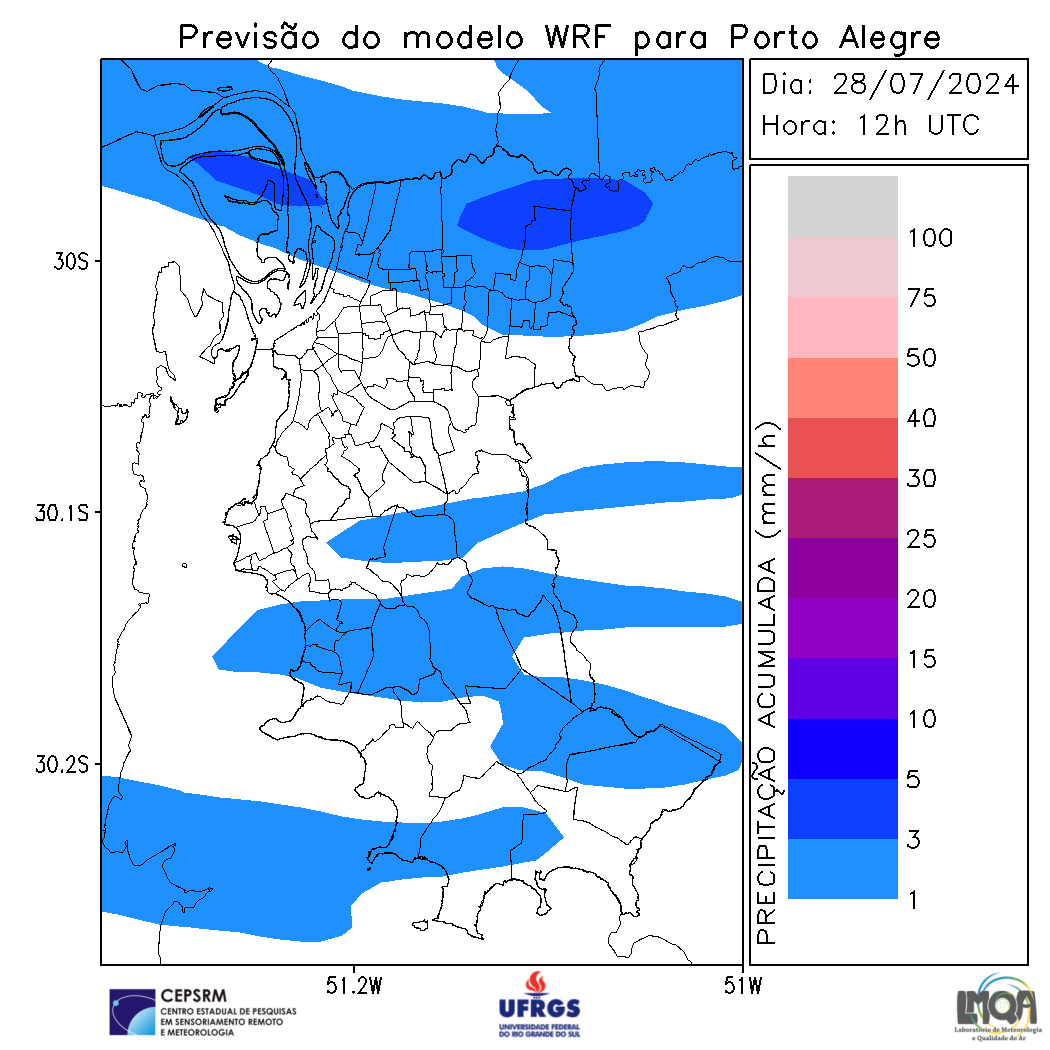 Previsão do modelo WRF para Porto Alegre
Dia: 28/07/2024
Hora: 12h UTC
30S
30.1S
30.2S
51.2W
51W
PRECIPITAÇÃO ACUMULADA (mm/h)
100
75
50
40
30
25
20
15
10
5
3
1
CEPSRM
CENTRO ESTADUAL DE PESQUISAS
EM SENSORIAMENTO REMOTO
E METEOROLOGIA
UFRGS
UNIVERSIDADE FEDERAL
DO RIO GRANDE DO SUL
LMQA
Laboratório de Meteorologia
e Qualidade do Ar